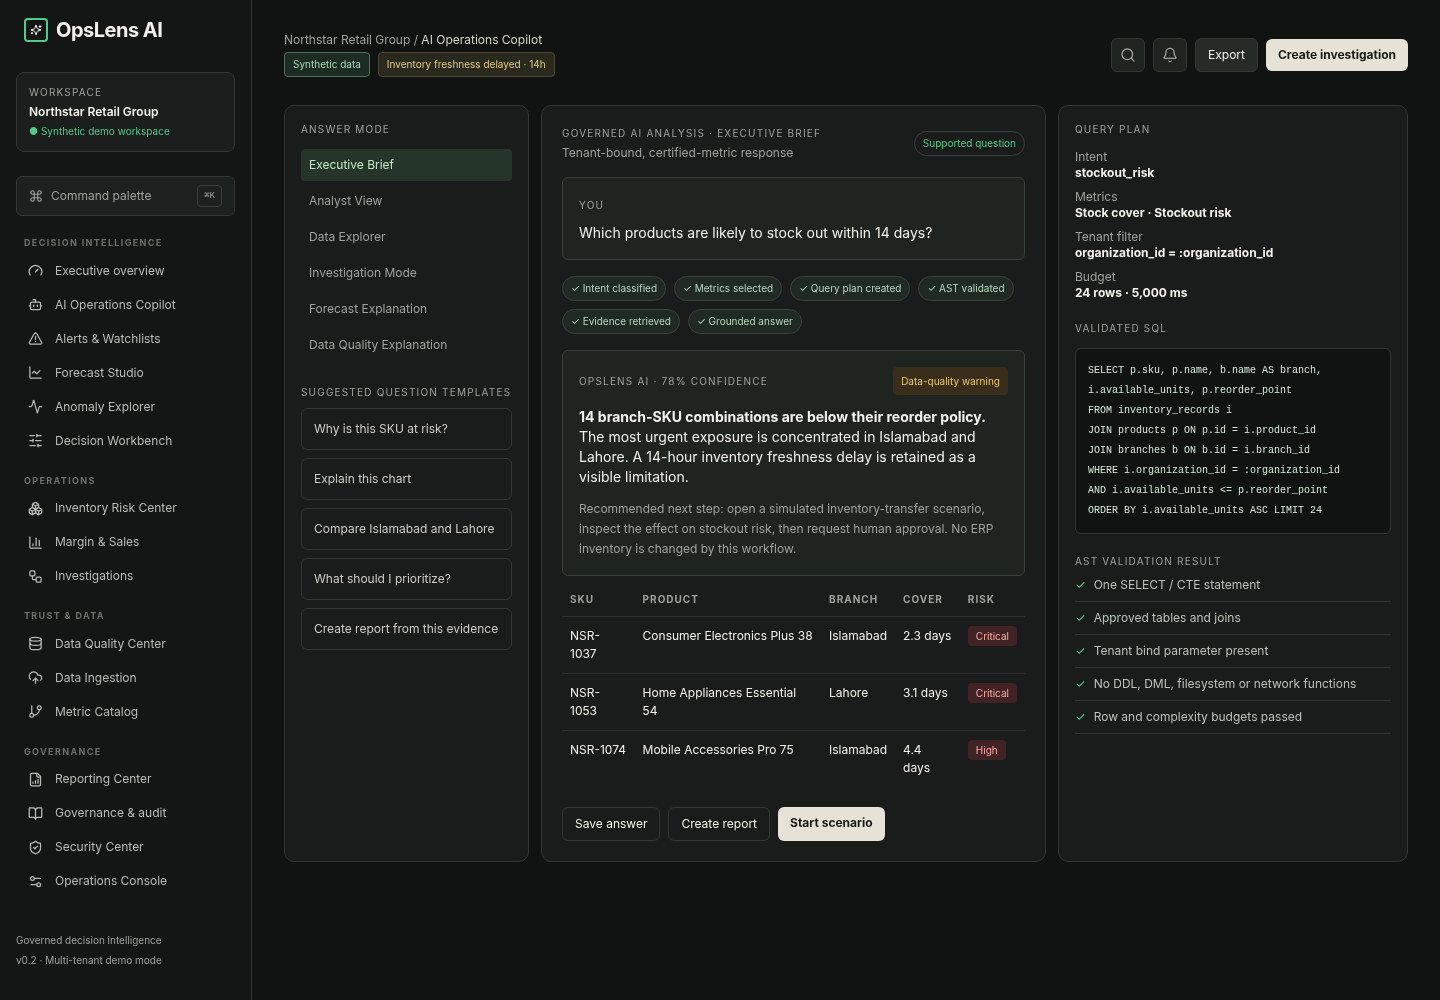 OpsLens AI
WORKSPACE
Northstar Retail Group
Synthetic demo workspace
Command palette
⌘K
DECISION INTELLIGENCE
Executive overview
AI Operations Copilot
Alerts & Watchlists
Forecast Studio
Anomaly Explorer
Decision Workbench
OPERATIONS
Inventory Risk Center
Margin & Sales
Investigations
TRUST & DATA
Data Quality Center
Data Ingestion
Metric Catalog
GOVERNANCE
Reporting Center
Governance & audit
Security Center
Operations Console
Governed decision intelligence
v0.2 · Multi-tenant demo mode
Northstar Retail Group / AI Operations Copilot
Synthetic data
Inventory freshness delayed · 14h
Export
Create investigation
ANSWER MODE
Executive Brief
Analyst View
Data Explorer
Investigation Mode
Forecast Explanation
Data Quality Explanation
SUGGESTED QUESTION TEMPLATES
Why is this SKU at risk?
Explain this chart
Compare Islamabad and Lahore
What should I prioritize?
Create report from this evidence
GOVERNED AI ANALYSIS · EXECUTIVE BRIEF
Tenant-bound, certified-metric response
Supported question
YOU
Which products are likely to stock out within 14 days?
✓ Intent classified
✓ Metrics selected
✓ Query plan created
✓ AST validated
✓ Evidence retrieved
✓ Grounded answer
OPSLENS AI · 78% CONFIDENCE
Data-quality warning
14 branch-SKU combinations are below their reorder policy.
The most urgent exposure is concentrated in Islamabad and
Lahore. A 14-hour inventory freshness delay is retained as a
visible limitation.
Recommended next step: open a simulated inventory-transfer scenario,
inspect the effect on stockout risk, then request human approval. No ERP
inventory is changed by this workflow.
SKU PRODUCT BRANCH COVER RISK
NSR-1037 Consumer Electronics Plus 38 Islamabad 2.3 days Critical
NSR-1053 Home Appliances Essential 54 Lahore 3.1 days Critical
NSR-1074 Mobile Accessories Pro 75 Islamabad 4.4 days High
Save answer
Create report
Start scenario
QUERY PLAN
Intent
stockout_risk
Metrics
Stock cover · Stockout risk
Tenant filter
organization_id = :organization_id
Budget
24 rows · 5,000 ms
VALIDATED SQL
SELECT p.sku, p.name, b.name AS branch,
i.available_units, p.reorder_point
FROM inventory_records i
JOIN products p ON p.id = i.product_id
JOIN branches b ON b.id = i.branch_id
WHERE i.organization_id = :organization_id
AND i.available_units <= p.reorder_point
ORDER BY i.available_units ASC LIMIT 24
AST VALIDATION RESULT
✓ One SELECT / CTE statement
✓ Approved tables and joins
✓ Tenant bind parameter present
✓ No DDL, DML, filesystem or network functions
✓ Row and complexity budgets passed